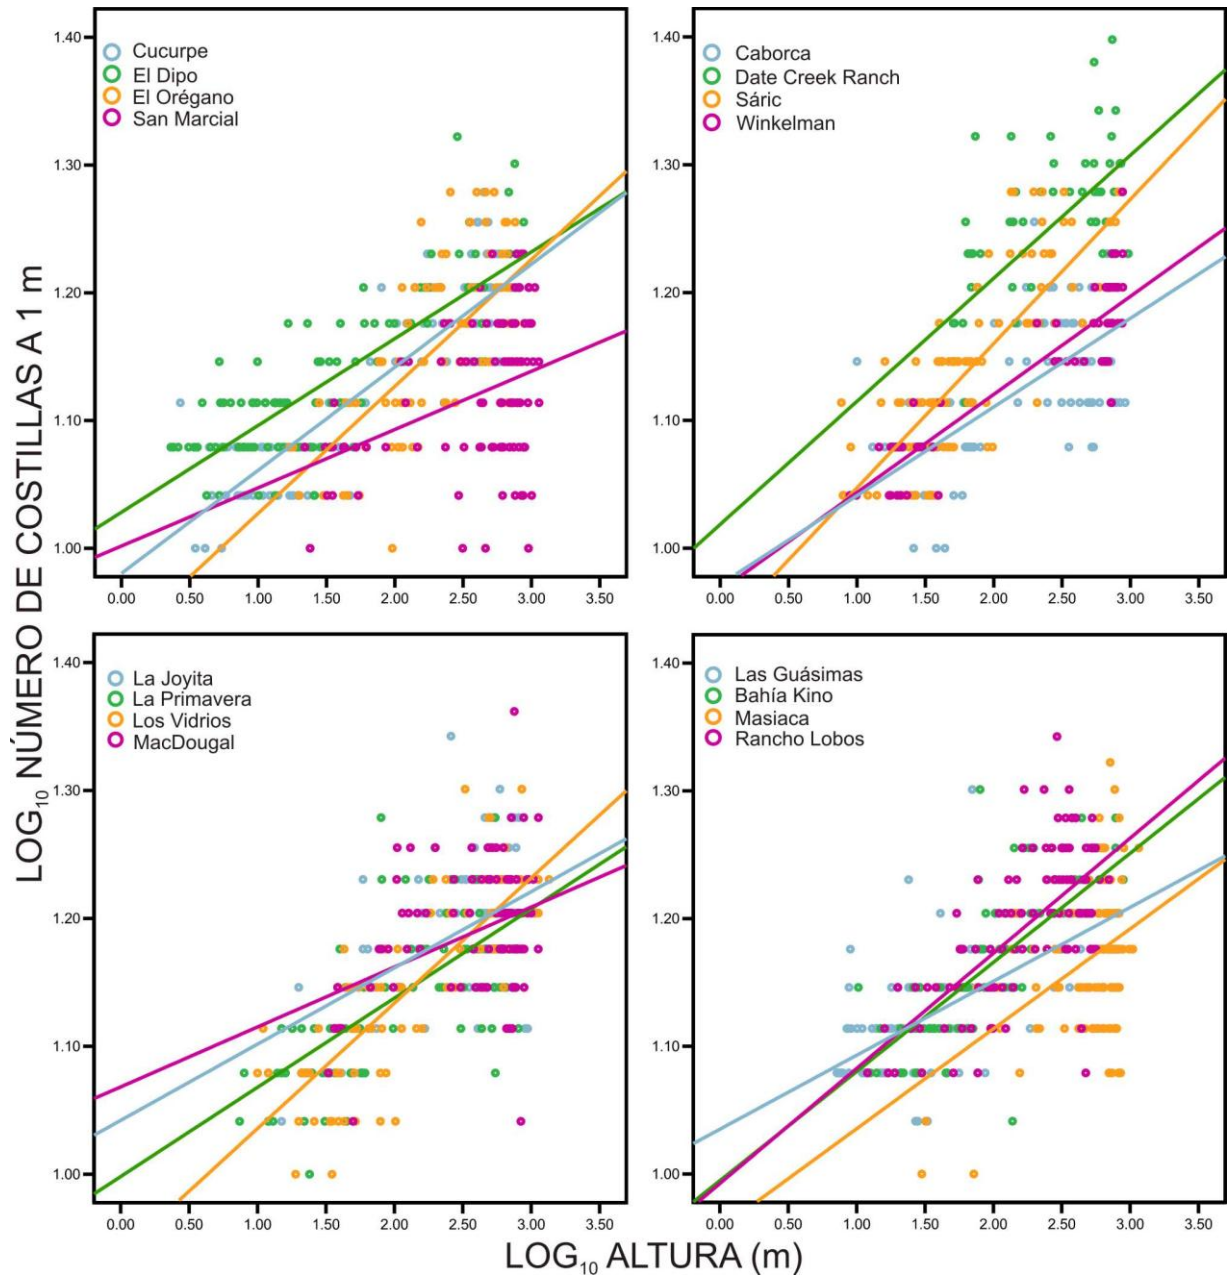 LOG₁₀ NÚMERO DE COSTILLAS A 1 m
1.40
1.30
1.20
1.10
1.00
Cucurpe
El Dipo
El Orégano
San Marcial
0.00 0.50 1.00 1.50 2.00 2.50 3.00 3.50
1.40
1.30
1.20
1.10
1.00
Caborca
Date Creek Ranch
Sáric
Winkelman
0.00 0.50 1.00 1.50 2.00 2.50 3.00 3.50
1.40
1.30
1.20
1.10
1.00
La Joyita
La Primavera
Los Vidrios
MacDougal
0.00 0.50 1.00 1.50 2.00 2.50 3.00 3.50
1.40
1.30
1.20
1.10
1.00
Las Guásimas
Bahía Kino
Masiaca
Rancho Lobos
0.00 0.50 1.00 1.50 2.00 2.50 3.00 3.50
LOG₁₀ ALTURA (m)